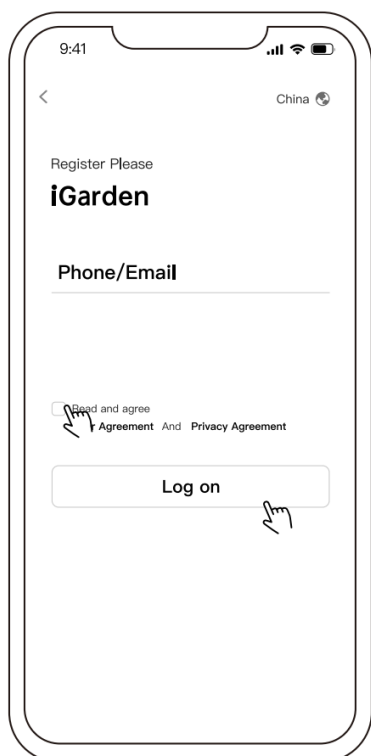 9:41
China
Register Please
iGarden
Phone/Email
Read and agree
Agreement And Privacy Agreement
Log on